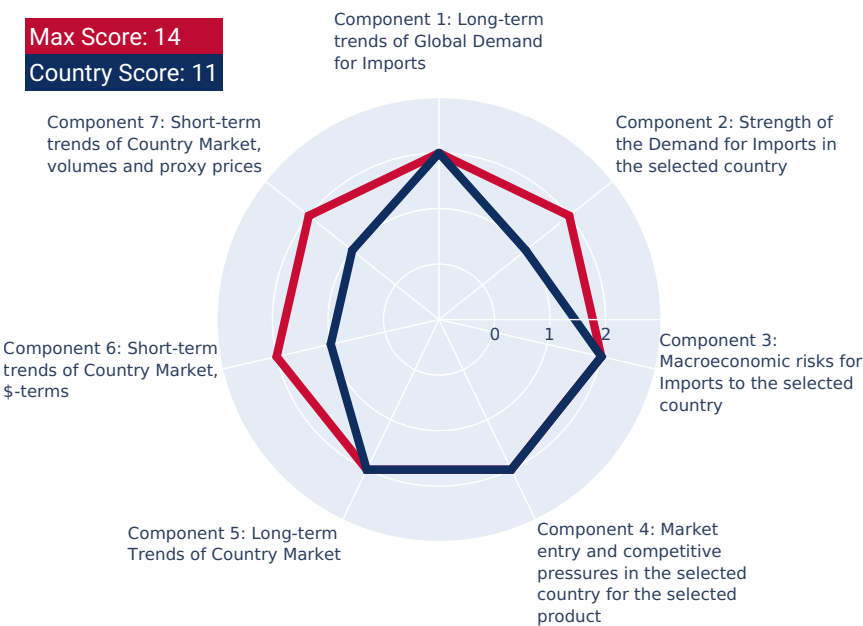 Max Score: 14
Country Score: 11
Component 1: Long-term
trends of Global Demand
for Imports
Component 7: Short-term
trends of Country Market,
volumes and proxy prices
Component 2: Strength of
the Demand for Imports in
the selected country
0
1
2
Component 3:
Macroeconomic risks for
Imports to the selected
country
Component 6: Short-term
trends of Country Market,
$-terms
Component 5: Long-term
Trends of Country Market
Component 4: Market
entry and competitive
pressures in the selected
country for the selected
product